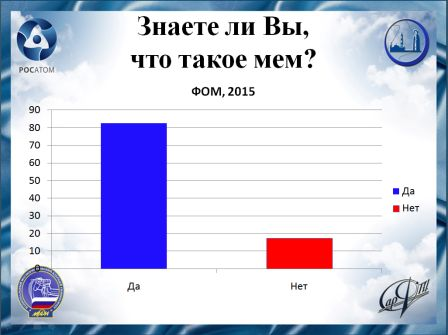 Знаете ли Вы,
что такое мем?
РОСАТОМ
ФОМ, 2015
90
80
70
60
50
40
30
20
10
0
Да
Нет
Да
Нет
СарФТИ